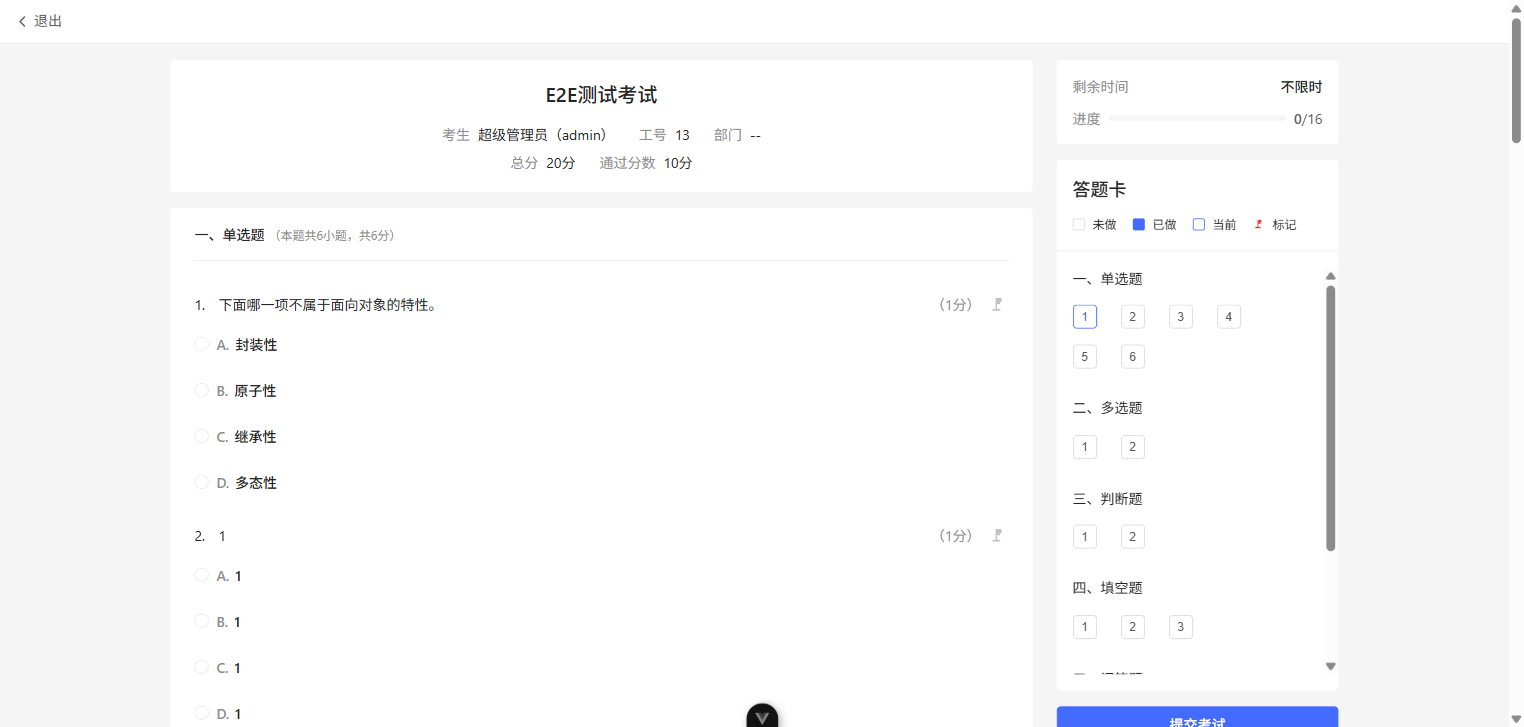 退出
E2E测试考试
考生 超级管理员（admin） 工号 13 部门 --
总分 20分 通过分数 10分
一、单选题 （本题共6小题，共6分）
1. 下面哪一项不属于面向对象的特性。 （1分）
A. 封装性
B. 原子性
C. 继承性
D. 多态性
2. 1 （1分）
A. 1
B. 1
C. 1
D. 1
剩余时间 不限时
进度 0/16
答题卡
未做 已做 当前 标记
一、单选题
1 2 3 4
5 6
二、多选题
1 2
三、判断题
1 2
四、填空题
1 2 3
提交考试